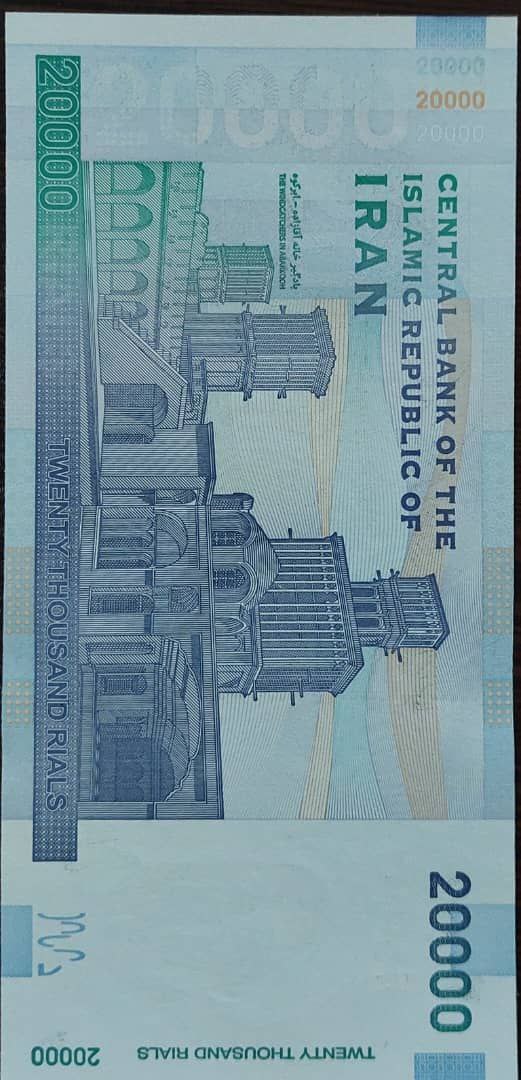 20000
20000
20000
CENTRAL BANK OF THE
ISLAMIC REPUBLIC OF
IRAN
20000
بادگیر خانه آقازاده - ابرکوه
THE WINDCATCHERS IN ABARKOOH
TWENTY THOUSAND RIALS
20000
20000
TWENTY THOUSAND RIALS